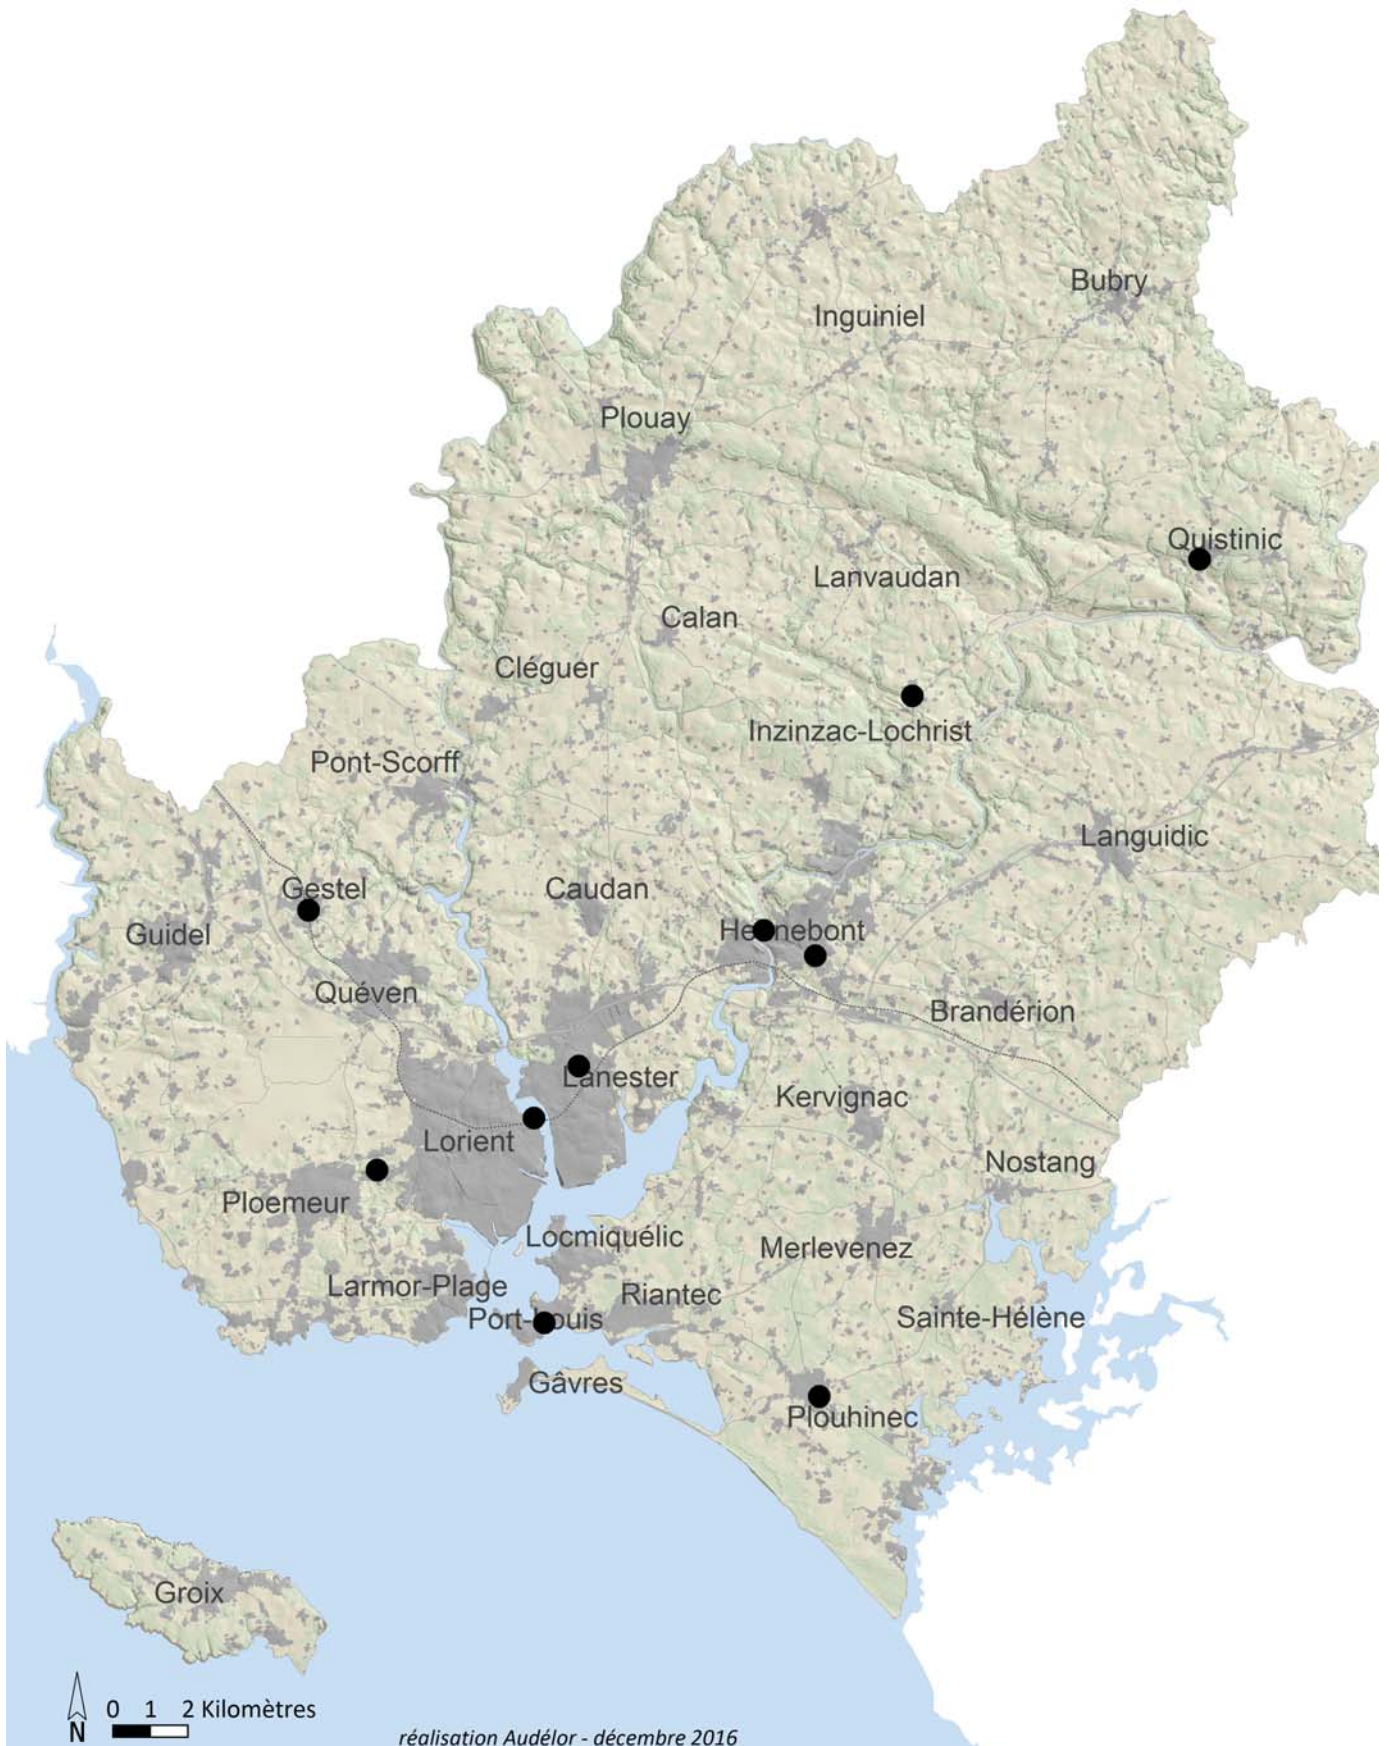 Bubry
Inguiniel
Plouay
Quistinic
Lanvaudan
Calan
Cléguer
Inzinzac-Lochrist
Pont-Scorff
Languidic
Gestel
Caudan
Guidel
Hennebont
Quéven
Brandérion
Lanester
Kervignac
Lorient
Nostang
Ploemeur
Locmiquélic
Merlevenez
Larmor-Plage
Riantec
Port-Louis
Sainte-Hélène
Gâvres
Plouhinec
Groix
0 1 2 Kilomètres
N
réalisation Audélor - décembre 2016